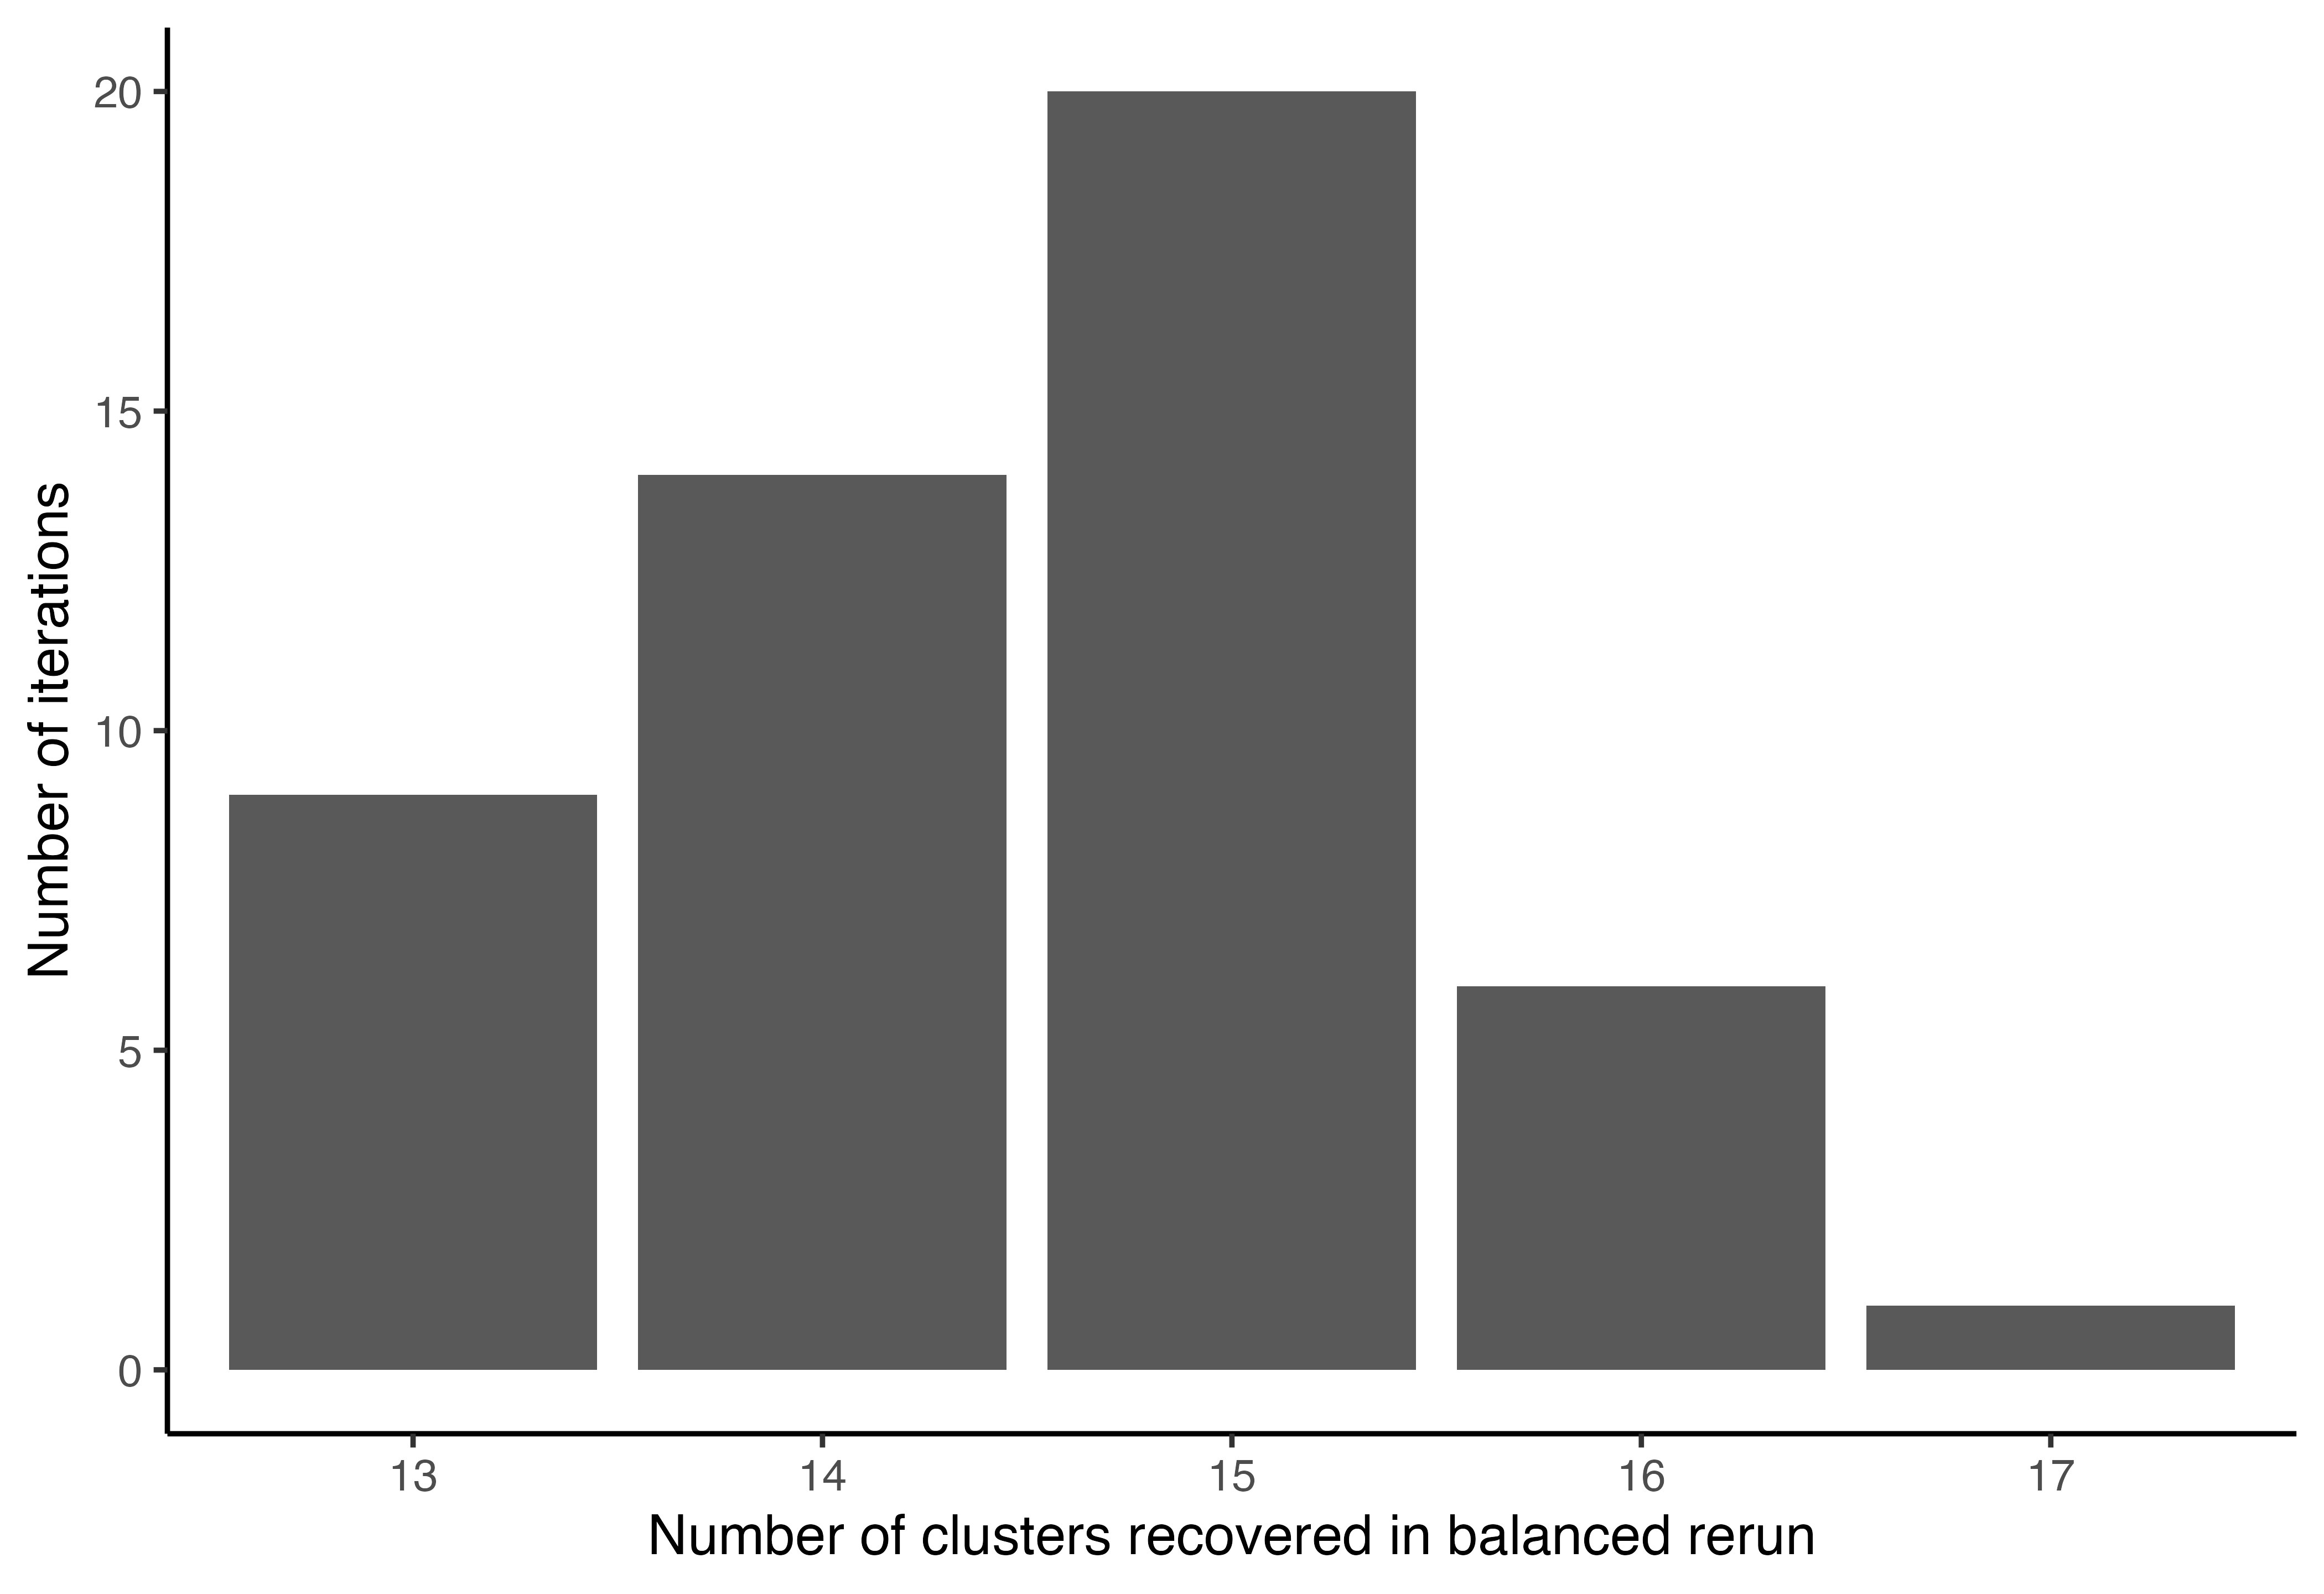 Number of iterations
20
15
10
5
0
13 14 15 16 17
Number of clusters recovered in balanced rerun